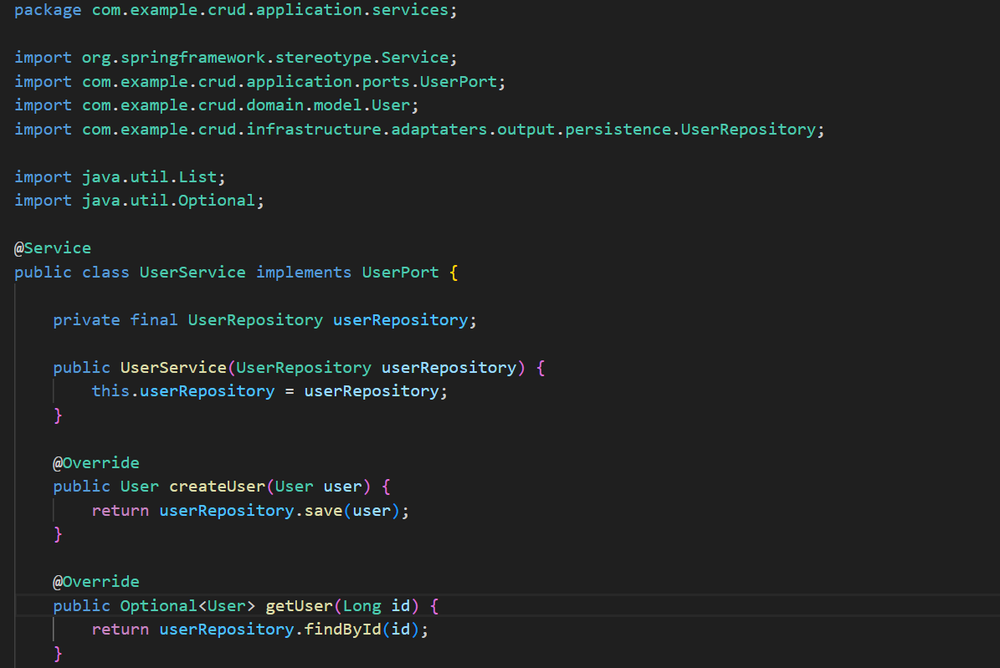 package com.example.crud.application.services;
import org.springframework.stereotype.Service;
import com.example.crud.application.ports.UserPort;
import com.example.crud.domain.model.User;
import com.example.crud.infrastructure.adaptaters.output.persistence.UserRepository;
import java.util.List;
import java.util.Optional;
@Service
public class UserService implements UserPort {
private final UserRepository userRepository;
public UserService(UserRepository userRepository) {
this.userRepository = userRepository;
}
@Override
public User createUser(User user) {
return userRepository.save(user);
}
@Override
public Optional<User> getUser(Long id) {
return userRepository.findById(id);
}